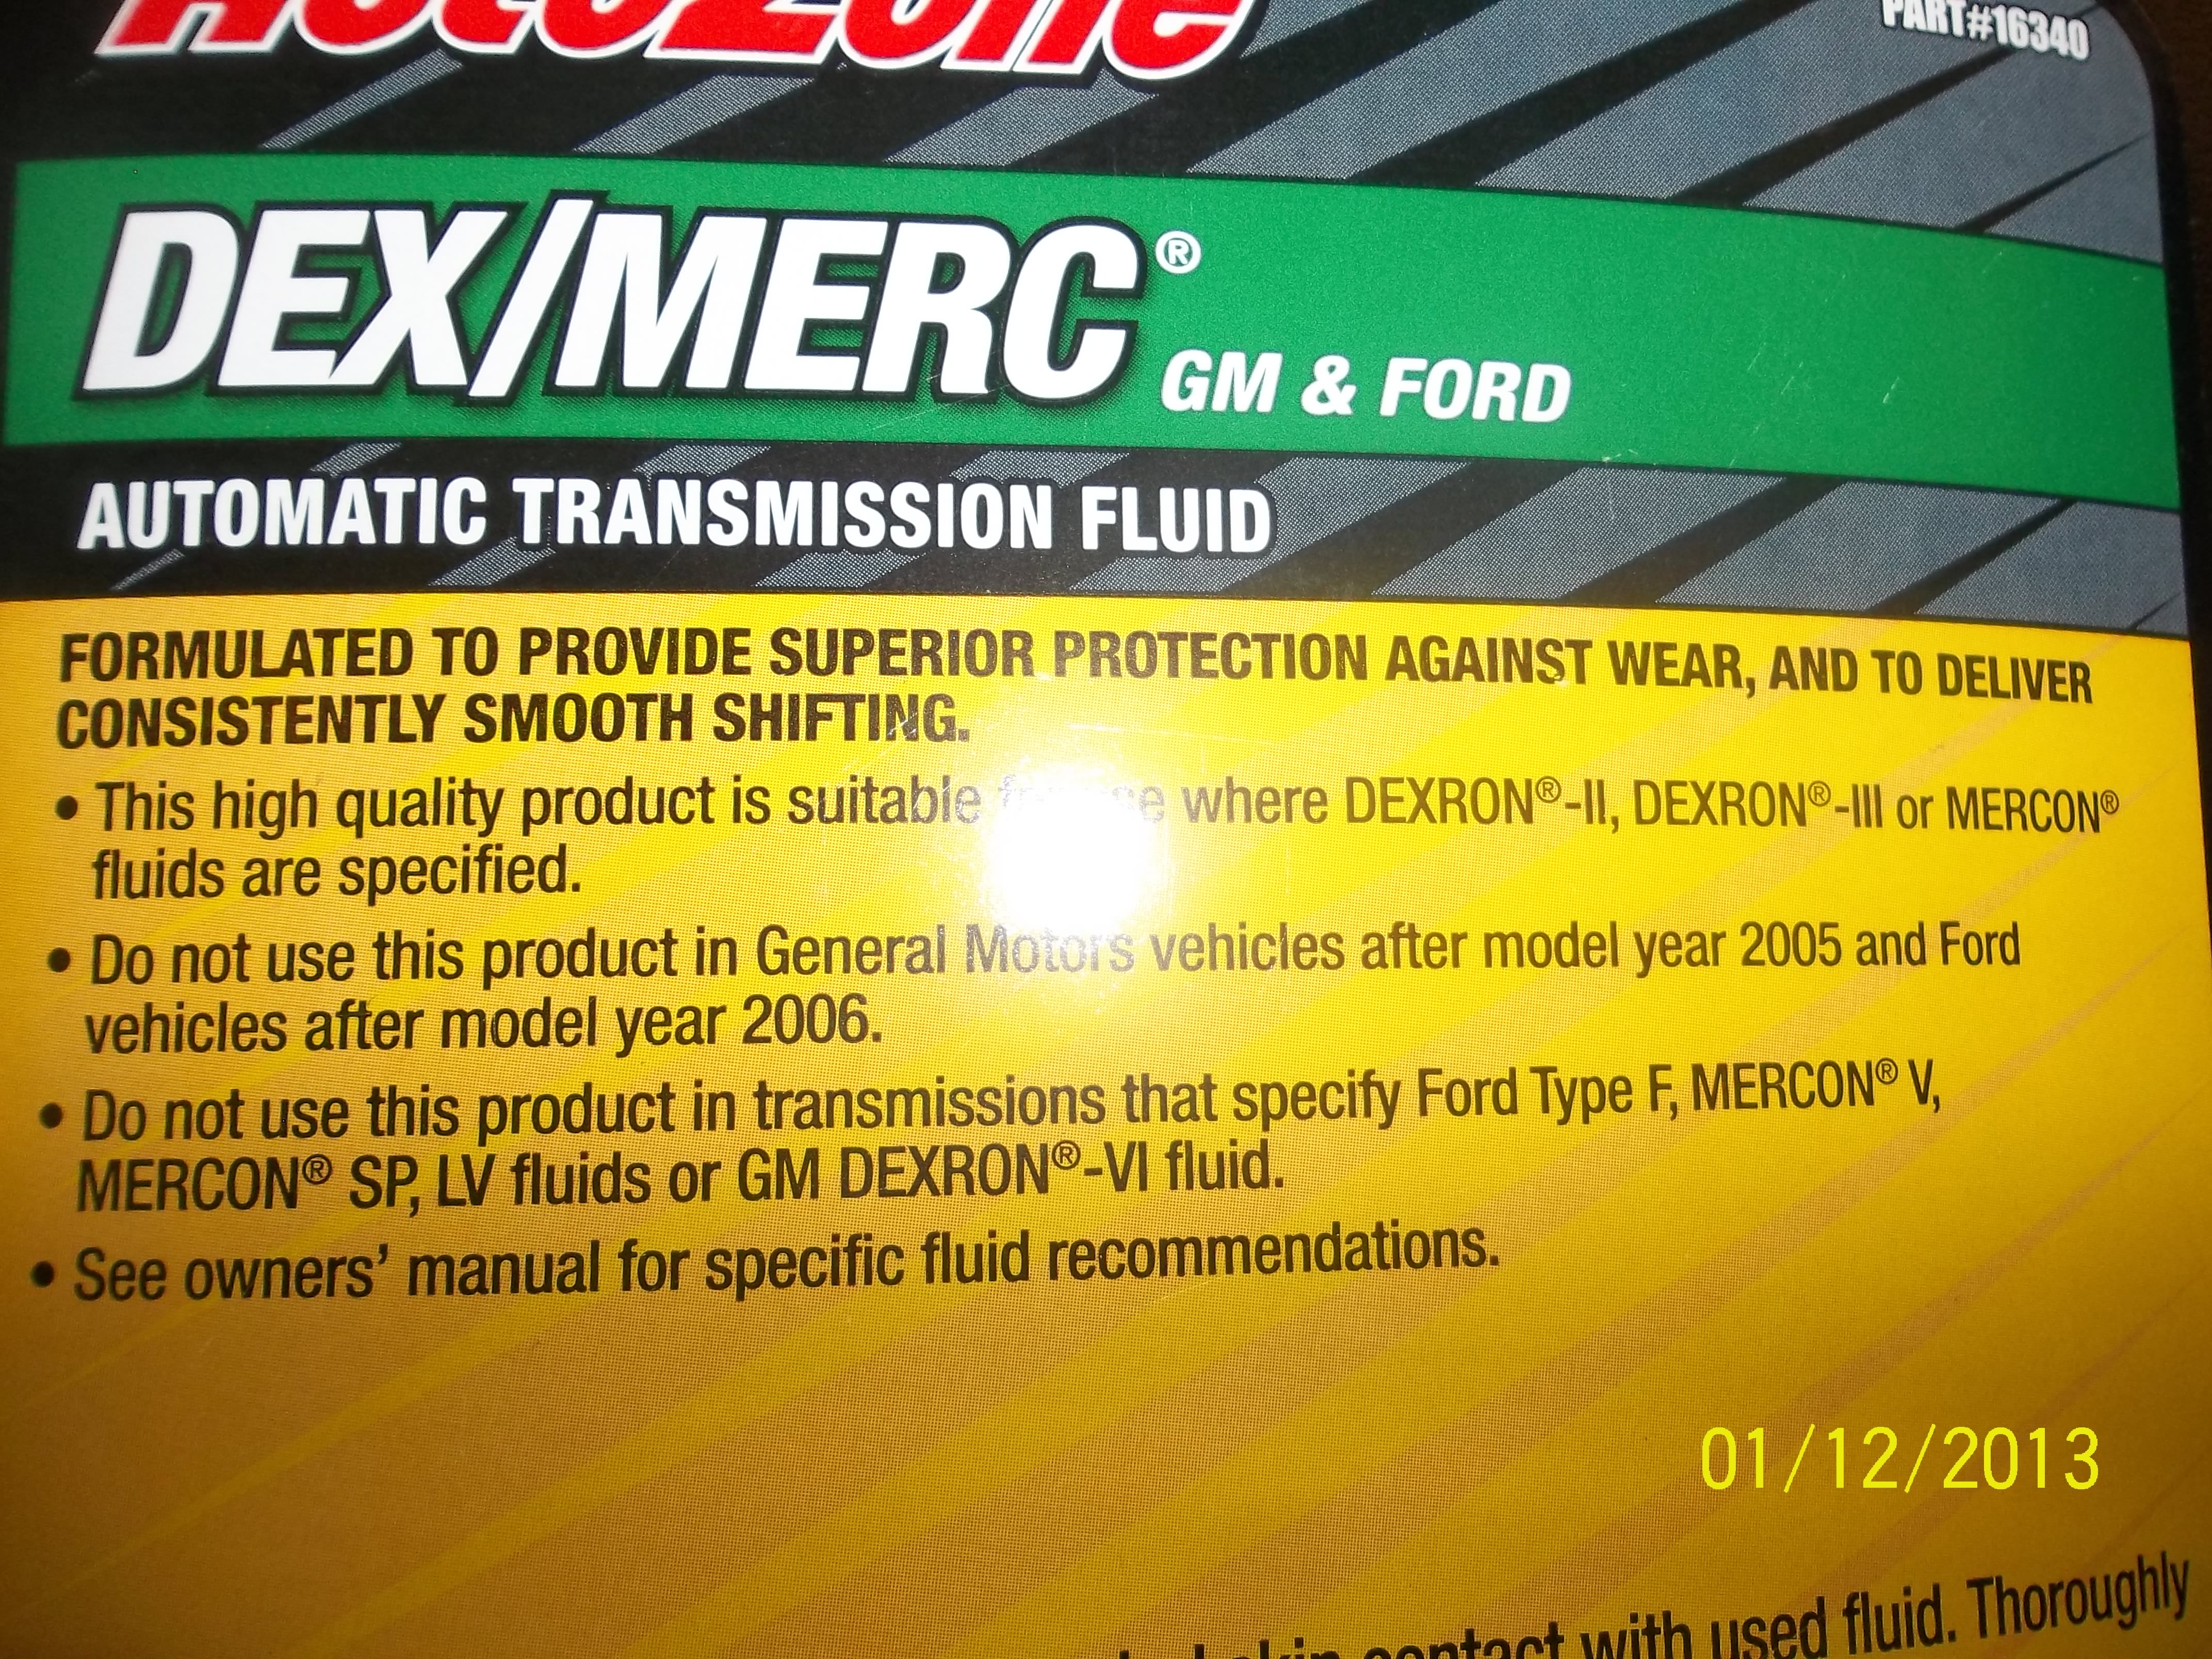 AutoZone
PART#16340
DEX/MERC® GM & FORD
AUTOMATIC TRANSMISSION FLUID
FORMULATED TO PROVIDE SUPERIOR PROTECTION AGAINST WEAR, AND TO DELIVER
CONSISTENTLY SMOOTH SHIFTING.
• This high quality product is suitable where DEXRON®-II, DEXRON®-III or MERCON®
fluids are specified.
• Do not use this product in General Motors vehicles after model year 2005 and Ford
vehicles after model year 2006.
• Do not use this product in transmissions that specify Ford Type F, MERCON® V,
MERCON® SP, LV fluids or GM DEXRON®-VI fluid.
• See owners' manual for specific fluid recommendations.
01/12/2013
skin contact with used fluid. Thoroughly